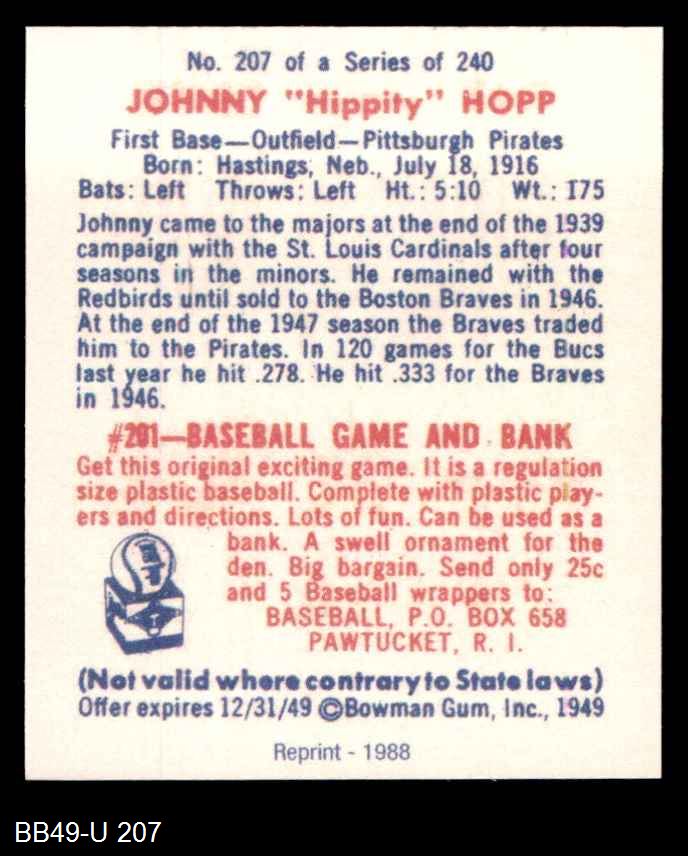 No. 207 of a Series of 240
JOHNNY "Hippity" HOPP
First Base—Outfield—Pittsburgh Pirates
Born: Hastings, Neb., July 18, 1916
Bats: Left Throws: Left Ht.: 5:10 Wt.: 175
Johnny came to the majors at the end of the 1939
campaign with the St. Louis Cardinals after four
seasons in the minors. He remained with the
Redbirds until sold to the Boston Braves in 1946.
At the end of the 1947 season the Braves traded
him to the Pirates. In 120 games for the Bucs
last year he hit .278. He hit .333 for the Braves
in 1946.
#201—BASEBALL GAME AND BANK
Get this original exciting game. It is a regulation
size plastic baseball. Complete with plastic play-
ers and directions. Lots of fun. Can be used as a
bank. A swell ornament for the
den. Big bargain. Send only 25c
and 5 Baseball wrappers to:
BASEBALL, P.O. BOX 658
PAWTUCKET, R. I.
(Not valid where contrary to State laws)
Offer expires 12/31/49 ©Bowman Gum, Inc., 1949
Reprint - 1988
BB49-U 207